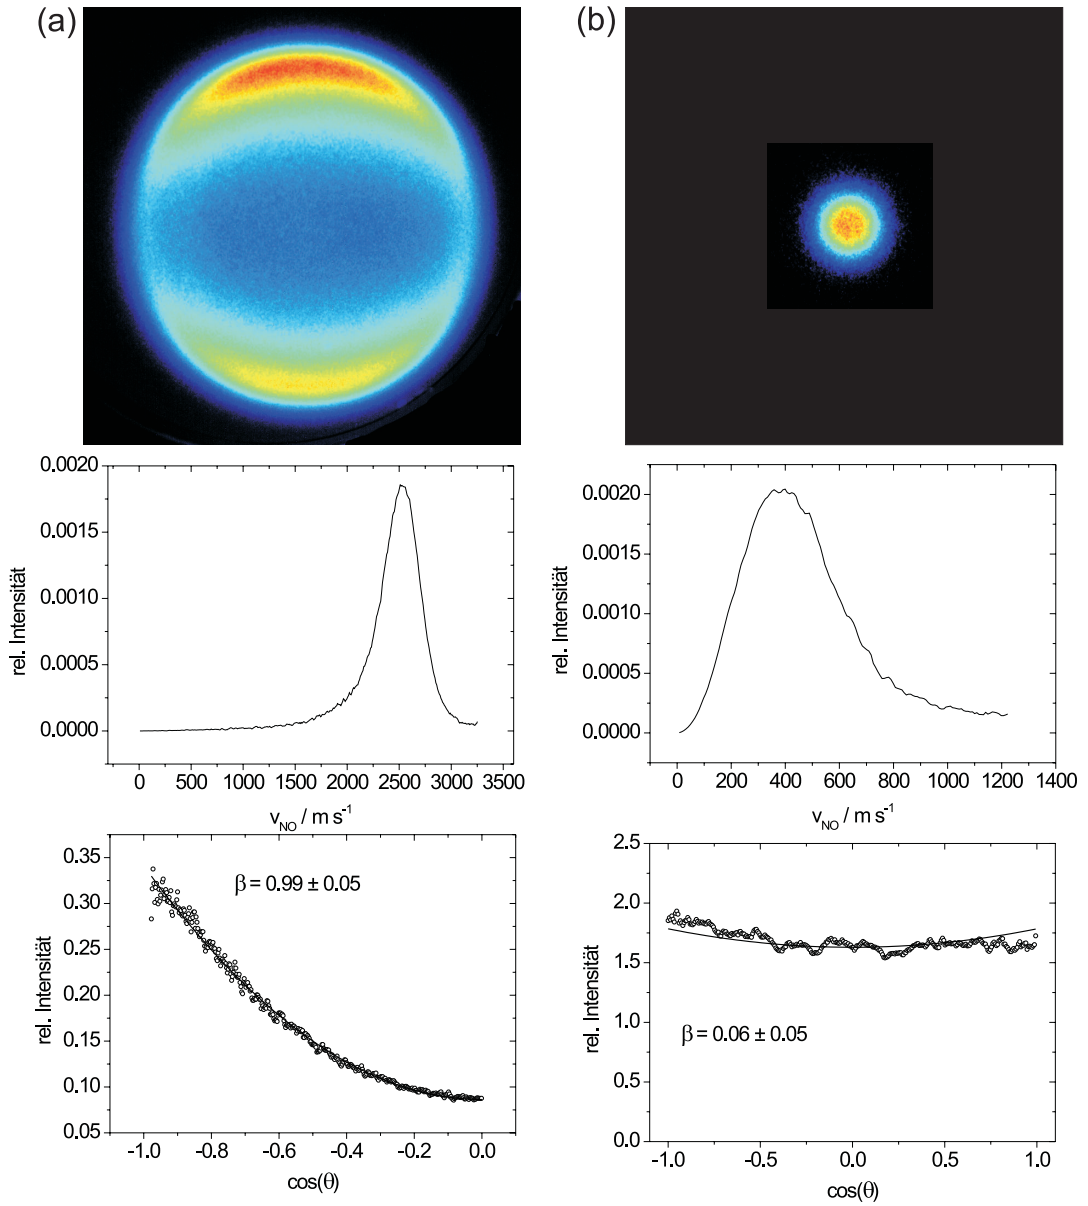 (a)
(b)
0.0020
0.0015
0.0010
0.0005
0.0000
rel. Intensität
0 500 1000 1500 2000 2500 3000 3500
v_NO / m s⁻¹
0.0020
0.0015
0.0010
0.0005
0.0000
rel. Intensität
0 200 400 600 800 1000 1200 1400
v_NO / m s⁻¹
0.35
0.30
0.25
0.20
0.15
0.10
0.05
rel. Intensität
β = 0.99 ± 0.05
-1.0 -0.8 -0.6 -0.4 -0.2 0.0
cos(θ)
2.5
2.0
1.5
1.0
0.5
0.0
rel. Intensität
β = 0.06 ± 0.05
-1.0 -0.5 0.0 0.5 1.0
cos(θ)